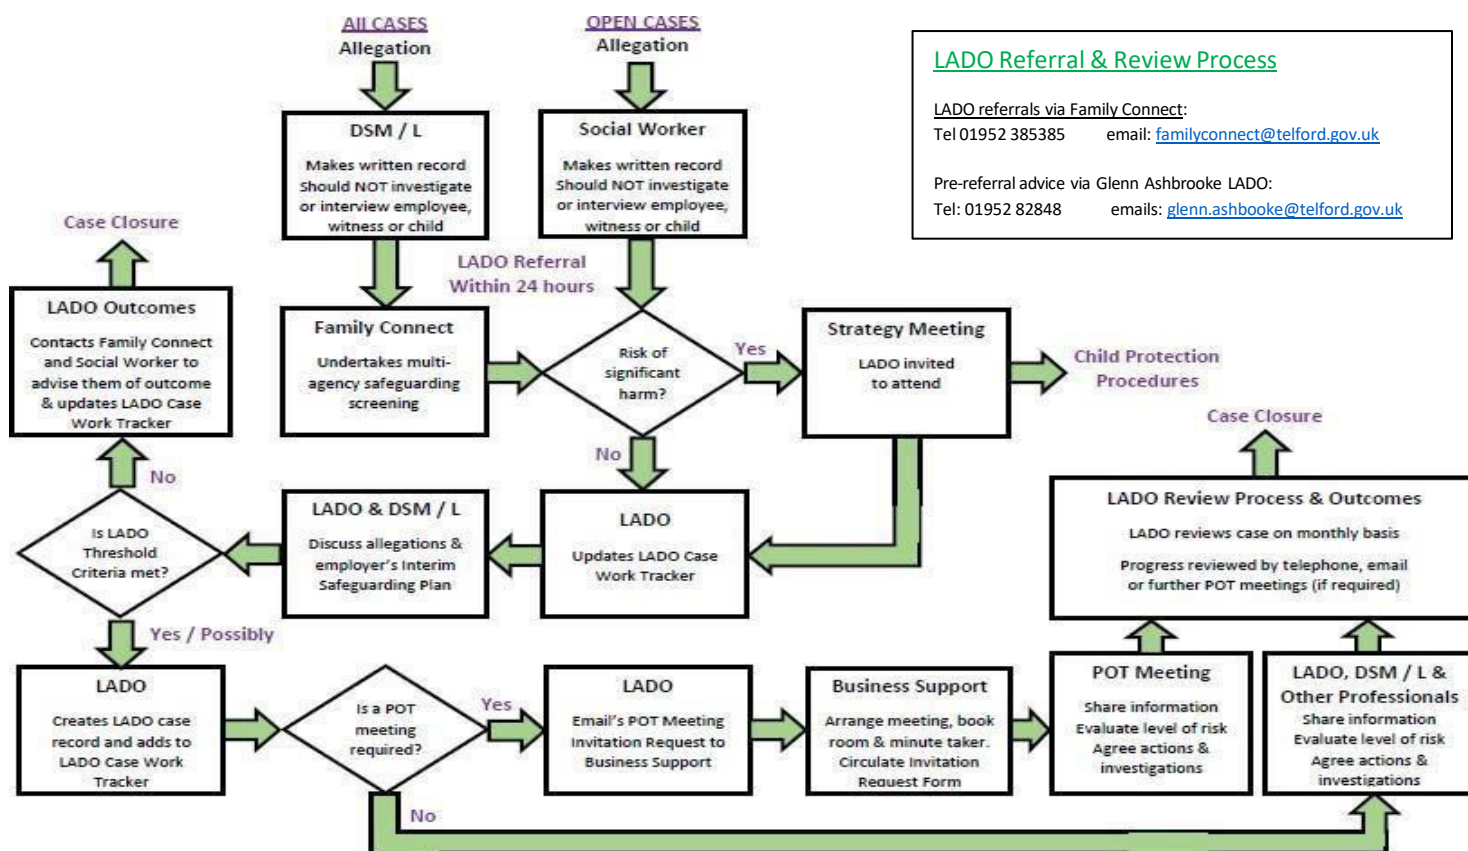 All CASES
Allegation
OPEN CASES
Allegation
LADO Referral & Review Process
LADO referrals via Family Connect:
Tel 01952 385385 email: familyconnect@telford.gov.uk
Pre-referral advice via Glenn Ashbrooke LADO:
Tel: 01952 82848 emails: glenn.ashbooke@telford.gov.uk
DSM / L
Makes written record
Should NOT investigate
or interview employee,
witness or child
Social Worker
Makes written record
Should NOT investigate
or interview employee,
witness or child
LADO Referral
Within 24 hours
Case Closure
LADO Outcomes
Contacts Family Connect
and Social Worker to
advise them of outcome
& updates LADO Case
Work Tracker
Family Connect
Undertakes multi-
agency safeguarding
screening
Risk of
significant
harm?
Yes
Strategy Meeting
LADO invited
to attend
Child Protection
Procedures
No
No
Is LADO
Threshold
Criteria met?
LADO & DSM / L
Discuss allegations &
employer's Interim
Safeguarding Plan
LADO
Updates LADO Case
Work Tracker
Case Closure
LADO Review Process & Outcomes
LADO reviews case on monthly basis
Progress reviewed by telephone, email
or further POT meetings (if required)
Yes / Possibly
LADO
Creates LADO case
record and adds to
LADO Case Work
Tracker
Is a POT
meeting
required?
Yes
LADO
Email's POT Meeting
Invitation Request to
Business Support
Business Support
Arrange meeting, book
room & minute taker.
Circulate Invitation
Request Form
POT Meeting
Share information
Evaluate level of risk
Agree actions &
investigations
LADO, DSM / L &
Other Professionals
Share information
Evaluate level of risk
Agree actions &
investigations
No